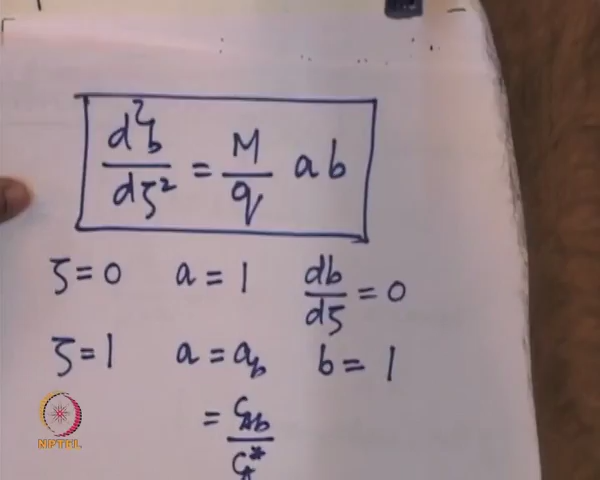 d²b/dζ² = M/q ab
ζ = 0 a = 1 db/dζ = 0
ζ = 1 a = a_b b = 1
= C_Ab/C_A*
NPTEL